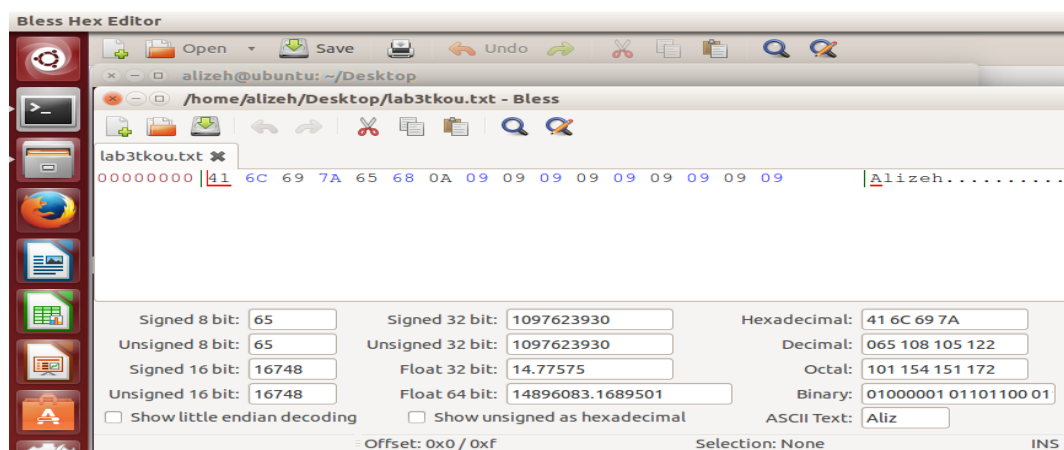 Bless Hex Editor
Open Save Undo
alizeh@ubuntu: ~/Desktop
/home/alizeh/Desktop/lab3tkou.txt - Bless
lab3tkou.txt
00000000 41 6C 69 7A 65 68 0A 09 09 09 09 09 09 09 09 09 Alizeh..........
Signed 8 bit: 65 Signed 32 bit: 1097623930 Hexadecimal: 41 6C 69 7A
Unsigned 8 bit: 65 Unsigned 32 bit: 1097623930 Decimal: 065 108 105 122
Signed 16 bit: 16748 Float 32 bit: 14.77575 Octal: 101 154 151 172
Unsigned 16 bit: 16748 Float 64 bit: 14896083.1689501 Binary: 01000001 01101100 01
Show little endian decoding Show unsigned as hexadecimal ASCII Text: Aliz
Offset: 0x0 / 0xf Selection: None INS